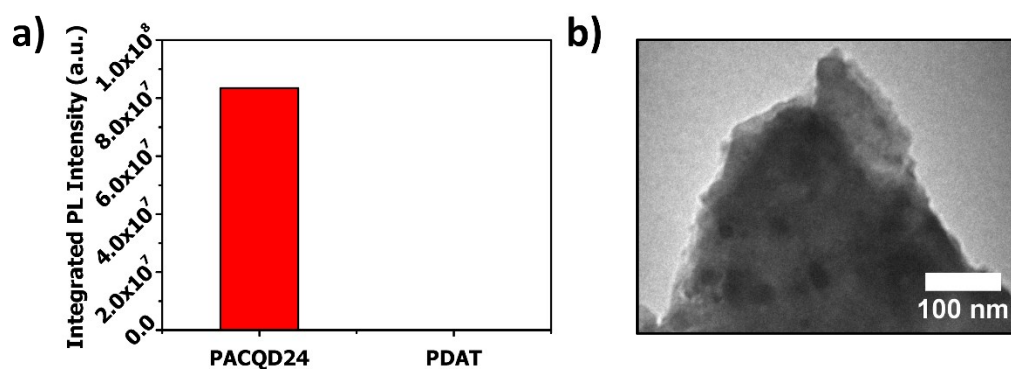 a)
Integrated PL Intensity (a.u.)
1.0x10⁸
8.0x10⁷
6.0x10⁷
4.0x10⁷
2.0x10⁷
0.0
PACQD24
PDAT
b)
100 nm